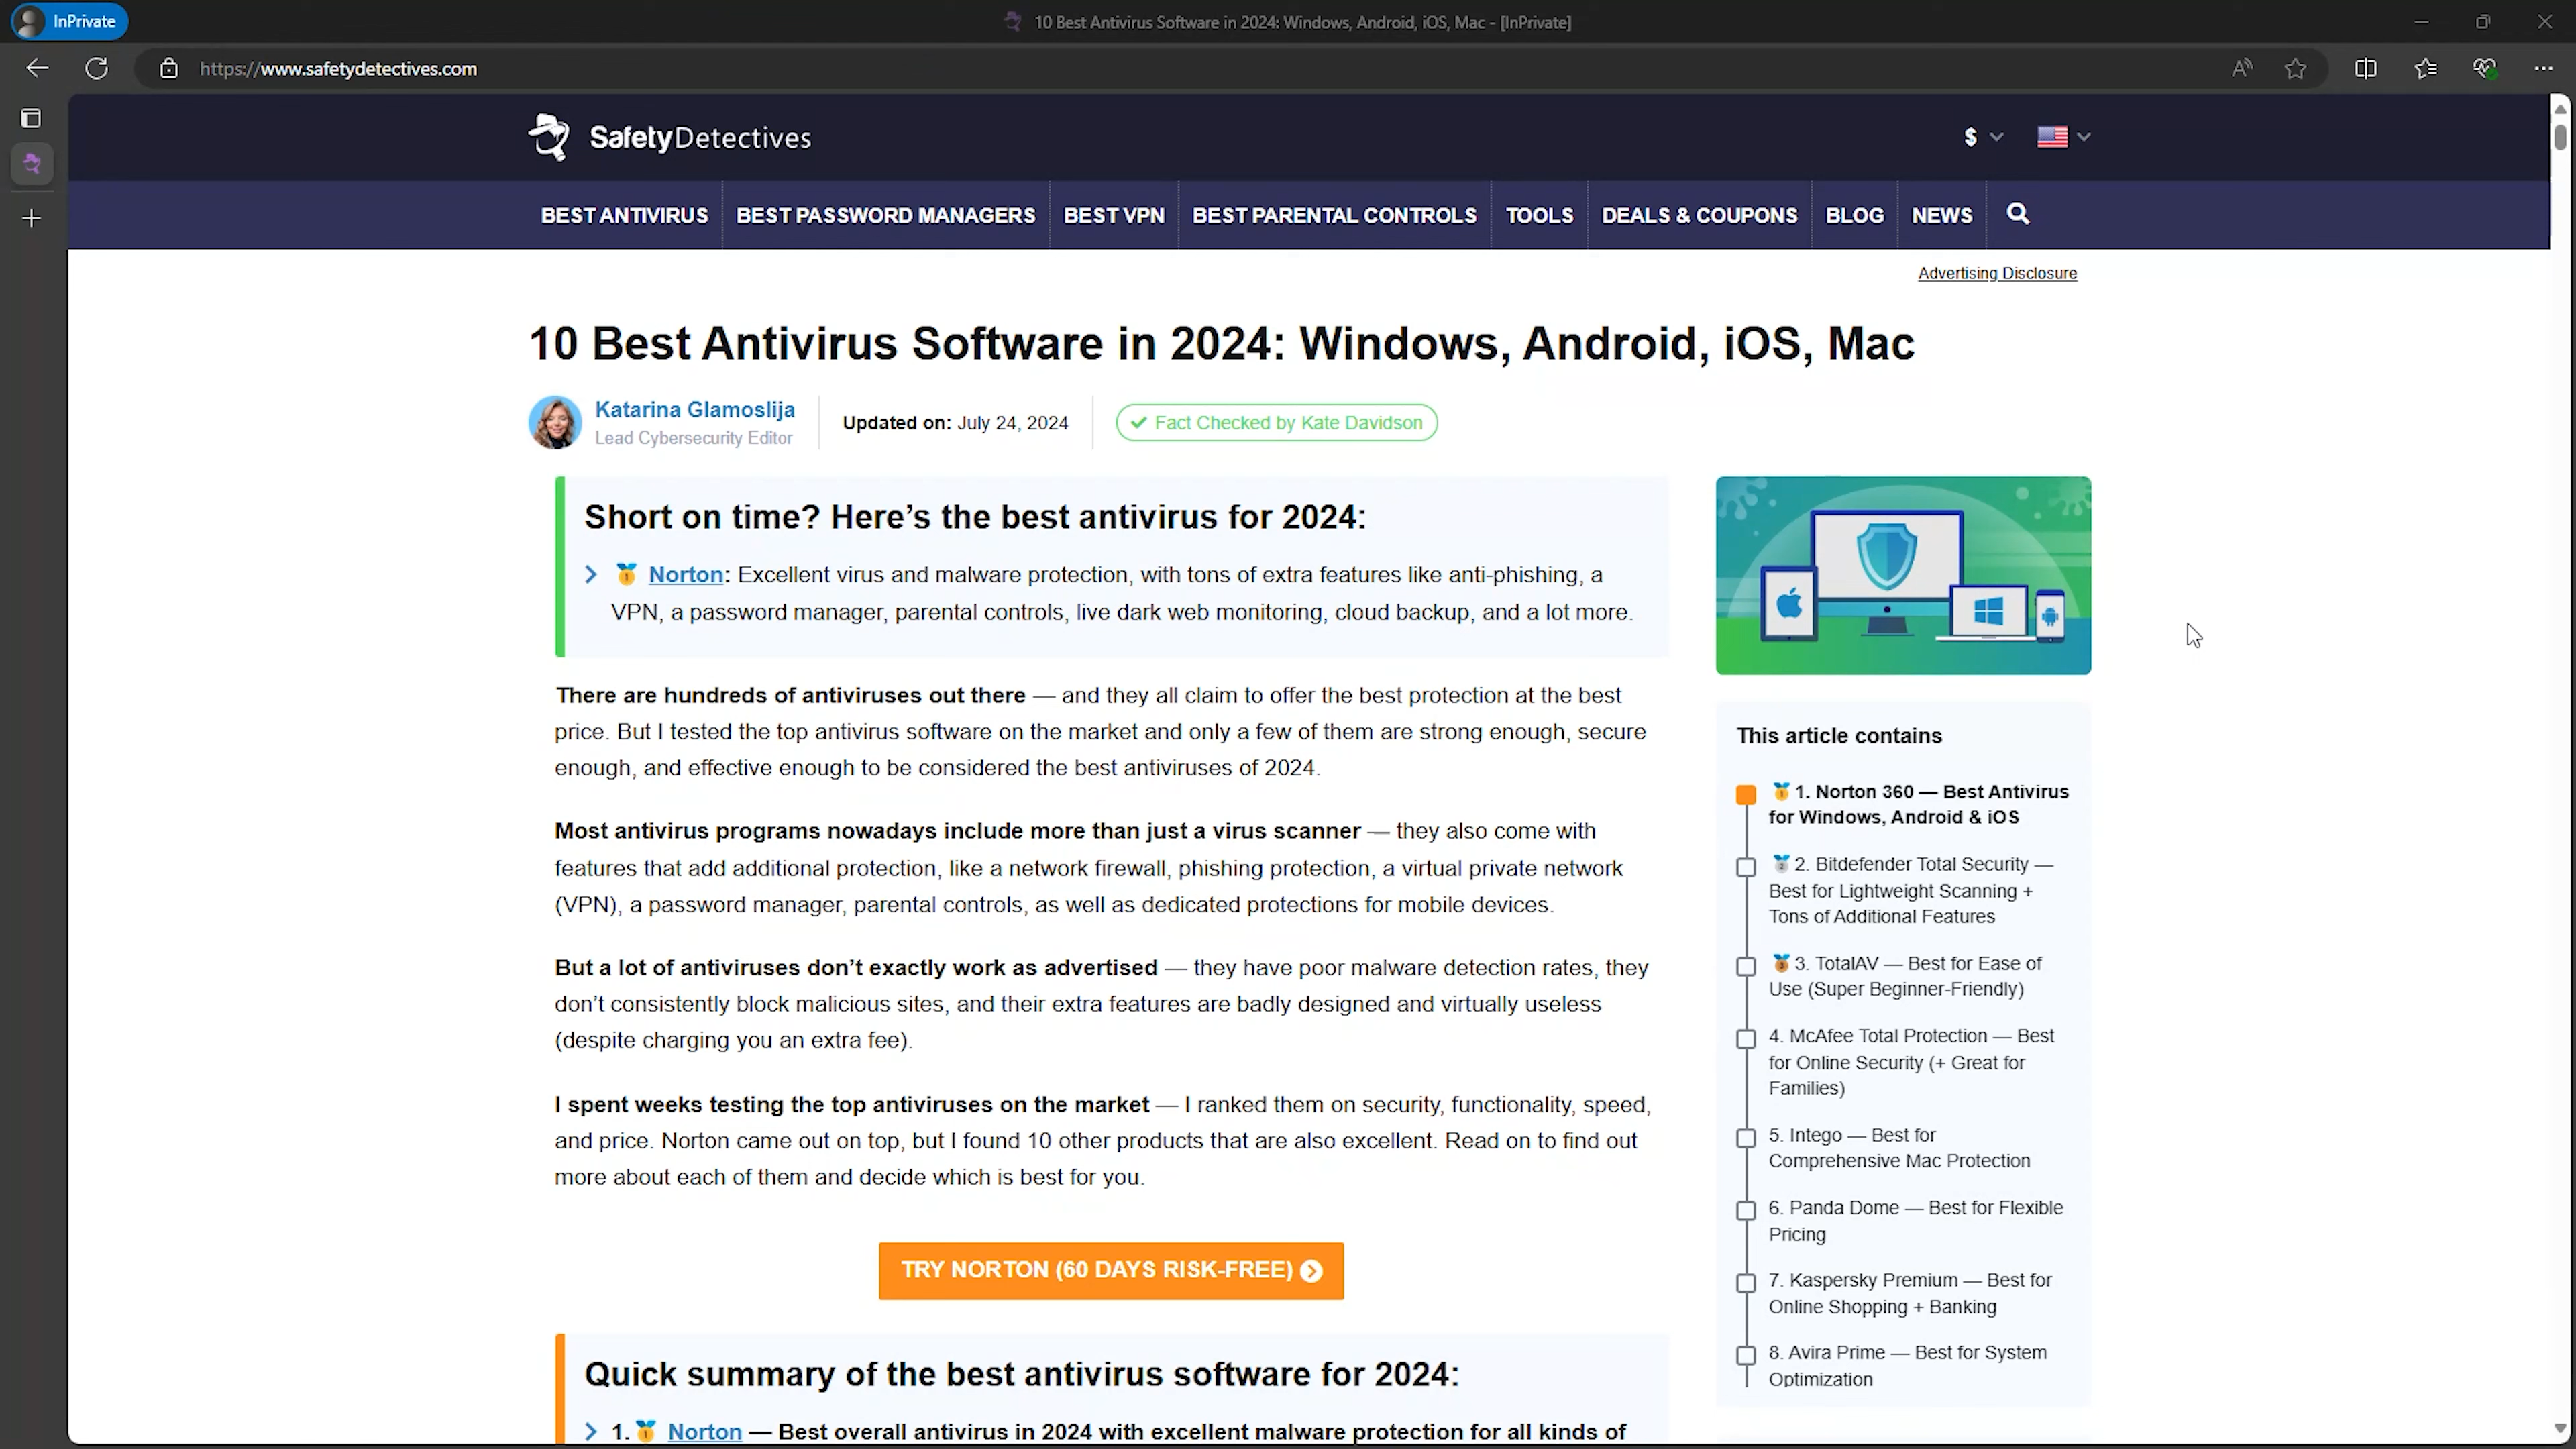 InPrivate
10 Best Antivirus Software in 2024: Windows, Android, iOS, Mac - [InPrivate]
https://www.safetydetectives.com
SafetyDetectives
$
BEST ANTIVIRUS
BEST PASSWORD MANAGERS
BEST VPN
BEST PARENTAL CONTROLS
TOOLS
DEALS & COUPONS
BLOG
NEWS
Advertising Disclosure
10 Best Antivirus Software in 2024: Windows, Android, iOS, Mac
Katarina Glamoslija
Lead Cybersecurity Editor
Updated on: July 24, 2024
Fact Checked by Kate Davidson
Short on time? Here’s the best antivirus for 2024:
Norton: Excellent virus and malware protection, with tons of extra features like anti-phishing, a
VPN, a password manager, parental controls, live dark web monitoring, cloud backup, and a lot more.
There are hundreds of antiviruses out there — and they all claim to offer the best protection at the best
price. But I tested the top antivirus software on the market and only a few of them are strong enough, secure
enough, and effective enough to be considered the best antiviruses of 2024.
Most antivirus programs nowadays include more than just a virus scanner — they also come with
features that add additional protection, like a network firewall, phishing protection, a virtual private network
(VPN), a password manager, parental controls, as well as dedicated protections for mobile devices.
But a lot of antiviruses don’t exactly work as advertised — they have poor malware detection rates, they
don’t consistently block malicious sites, and their extra features are badly designed and virtually useless
(despite charging you an extra fee).
I spent weeks testing the top antiviruses on the market — I ranked them on security, functionality, speed,
and price. Norton came out on top, but I found 10 other products that are also excellent. Read on to find out
more about each of them and decide which is best for you.
TRY NORTON (60 DAYS RISK-FREE)
Quick summary of the best antivirus software for 2024:
1. Norton — Best overall antivirus in 2024 with excellent malware protection for all kinds of
This article contains
1. Norton 360 — Best Antivirus
for Windows, Android & iOS
2. Bitdefender Total Security —
Best for Lightweight Scanning +
Tons of Additional Features
3. TotalAV — Best for Ease of
Use (Super Beginner-Friendly)
4. McAfee Total Protection — Best
for Online Security (+ Great for
Families)
5. Intego — Best for
Comprehensive Mac Protection
6. Panda Dome — Best for Flexible
Pricing
7. Kaspersky Premium — Best for
Online Shopping + Banking
8. Avira Prime — Best for System
Optimization